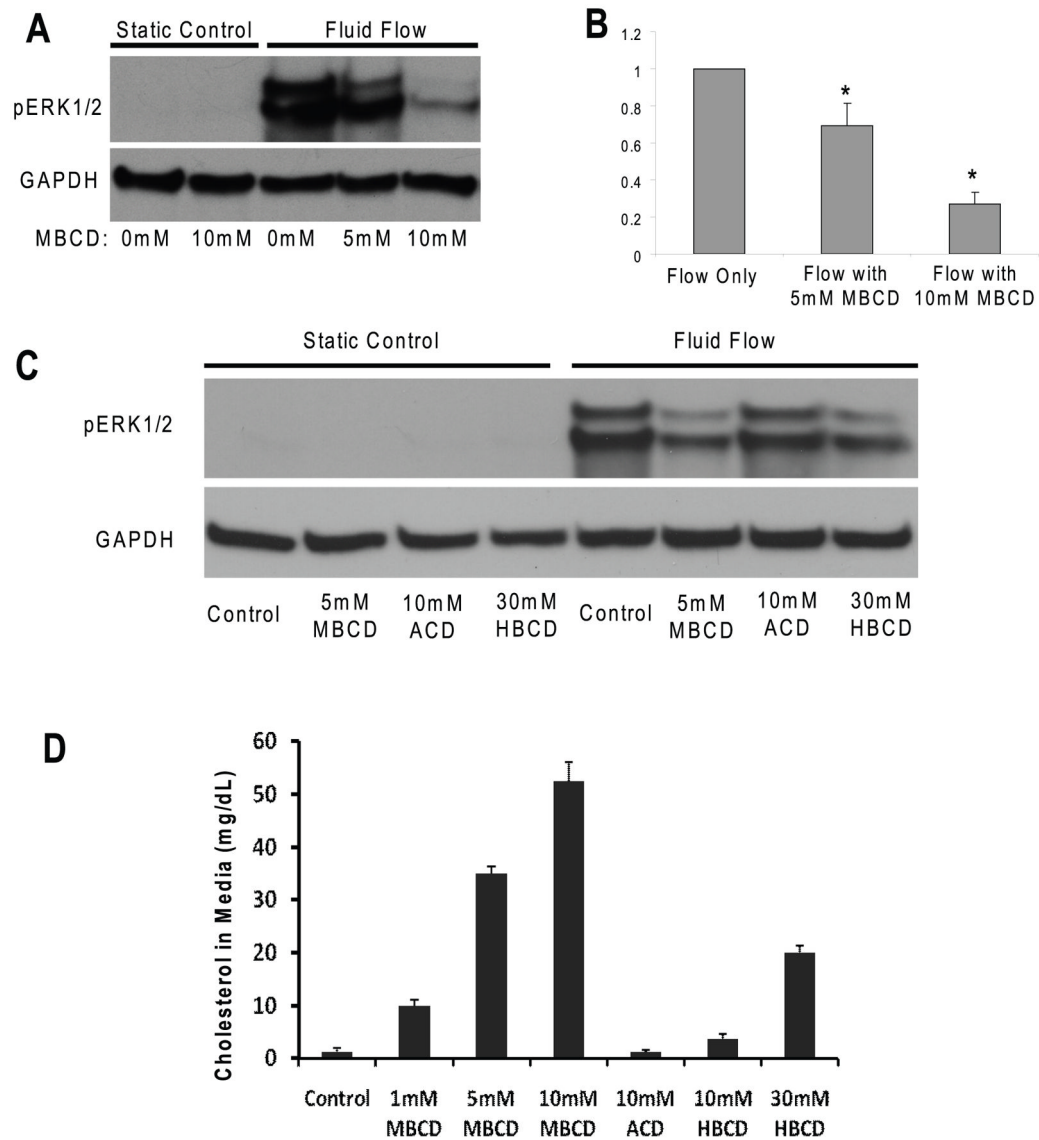 A
Static Control Fluid Flow
pERK1/2
GAPDH
MBCD: 0mM 10mM 0mM 5mM 10mM
B
1.2
1
0.8
0.6
0.4
0.2
0
*
*
Flow Only
Flow with
5mM MBCD
Flow with
10mM MBCD
C
Static Control Fluid Flow
pERK1/2
GAPDH
Control
5mM
MBCD
10mM
ACD
30mM
HBCD
Control
5mM
MBCD
10mM
ACD
30mM
HBCD
D
Cholesterol in Media (mg/dL)
60
50
40
30
20
10
0
Control
1mM
MBCD
5mM
MBCD
10mM
MBCD
10mM
ACD
10mM
HBCD
30mM
HBCD